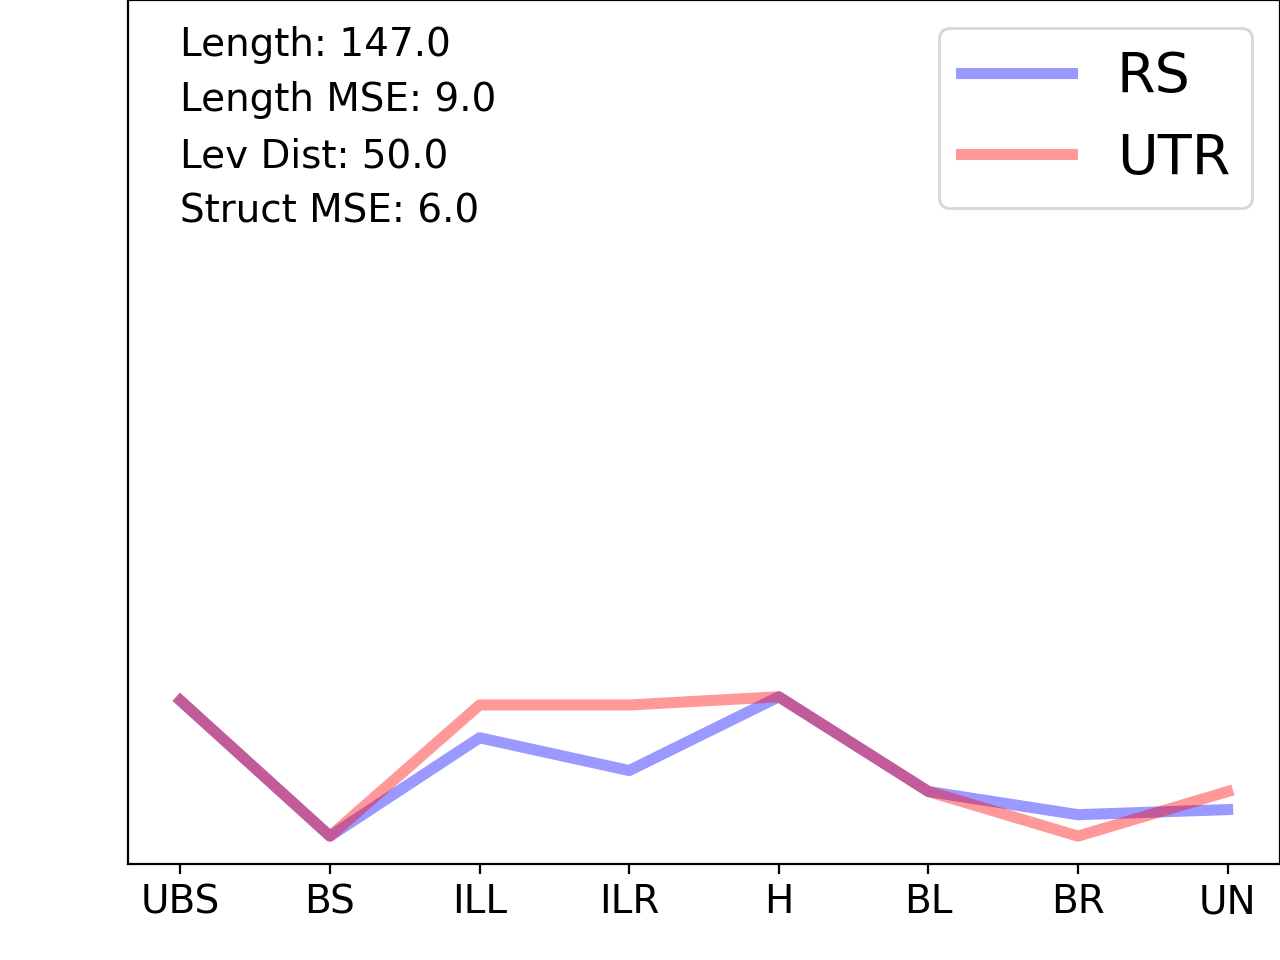 Length: 147.0
Length MSE: 9.0
Lev Dist: 50.0
Struct MSE: 6.0
RS
UTR
UBS BS ILL ILR H BL BR UN